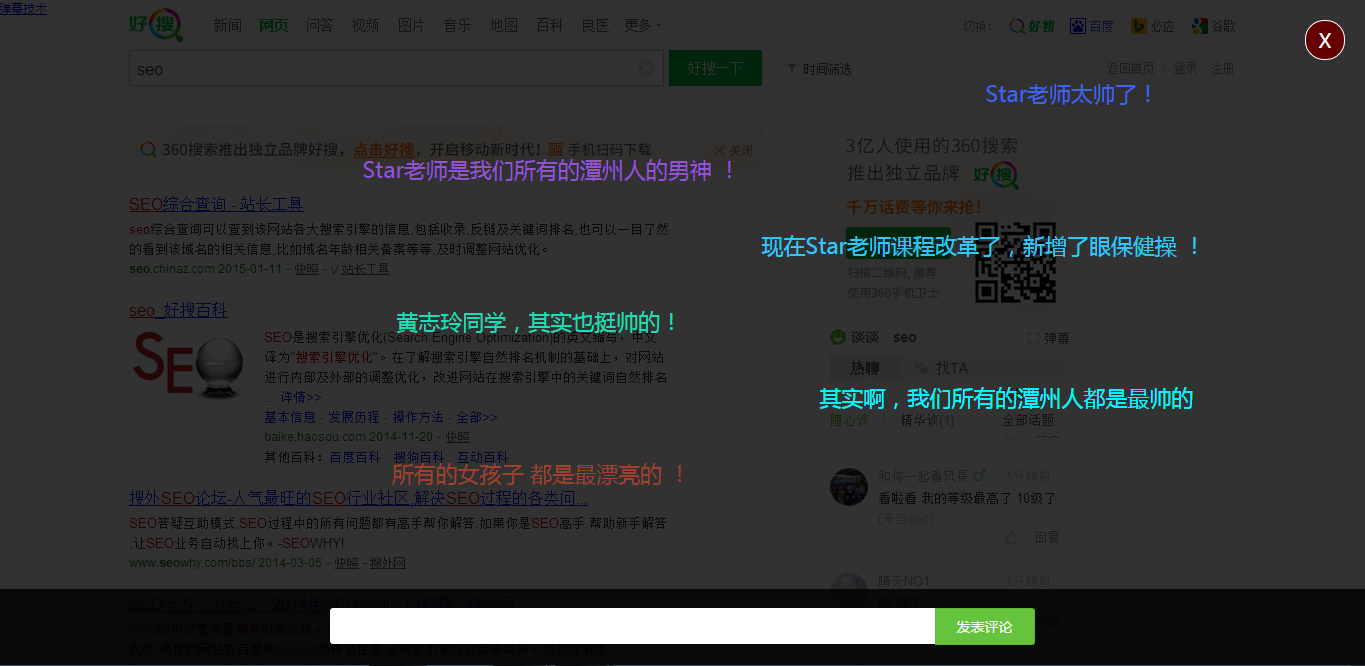 弹幕技术
好搜 新闻 网页 问答 视频 图片 音乐 地图 百科 良医 更多
切换： 好搜 百度 必应 谷歌
X
seo 好搜一下 时间筛选
返回首页 登录 注册
Star老师太帅了！
360搜索推出独立品牌好搜，点击好搜，开启移动新时代！ 手机扫码下载 关闭
3亿人使用的360搜索
推出独立品牌 好搜
Star老师是我们所有的潭州人的男神 ！
SEO综合查询 - 站长工具
千万话费等你来抢!
seo综合查询可以查到该网站各大搜索引擎的信息,包括收录,反链及关键词排名,也可以一目了然
的看到该域名的相关信息,比如域名年龄相关备案等等,及时调整网站优化。
seo.chinaz.com 2015-01-11 - 快照 - V 站长工具
现在Star老师课程改革了，新增了眼保健操 ！
扫描二维码, 推荐
使用360手机卫士
seo_好搜百科
黄志玲同学，其实也挺帅的！
SEO
SEO是搜索引擎优化(Search Engine Optimization)的英文缩写，中文
译为"搜索引擎优化"。在了解搜索引擎自然排名机制的基础上，对网站
进行内部及外部的调整优化，改进网站在搜索引擎中的关键词自然排名
... 详情>>
基本信息 - 发展历程 - 操作方法 - 全部>>
baike.haosou.com 2014-11-20 - 快照
其他百科：百度百科 搜狗百科 互动百科
谈谈 · seo 弹幕
热聊 找TA
其实啊，我们所有的潭州人都是最帅的
随心谈 精华谈(1) 全部话题
所有的女孩子 都是最漂亮的 ！
和你一起看风景 1分钟前
看啦看 我的等级最高了 10级了
(来自seo)
回复
搜外SEO论坛-人气最旺的SEO行业社区,解决SEO过程的各类问...
SEO答疑互助模式,SEO过程中的所有问题都有高手帮你解答,如果你是SEO高手,帮助新手解答
,让SEO业务自动找上你。-SEOWHY!
www.seowhy.com/bbs/ 2014-03-05 - 快照 - 搜外网
晴天NO1 1分钟前
发表评论